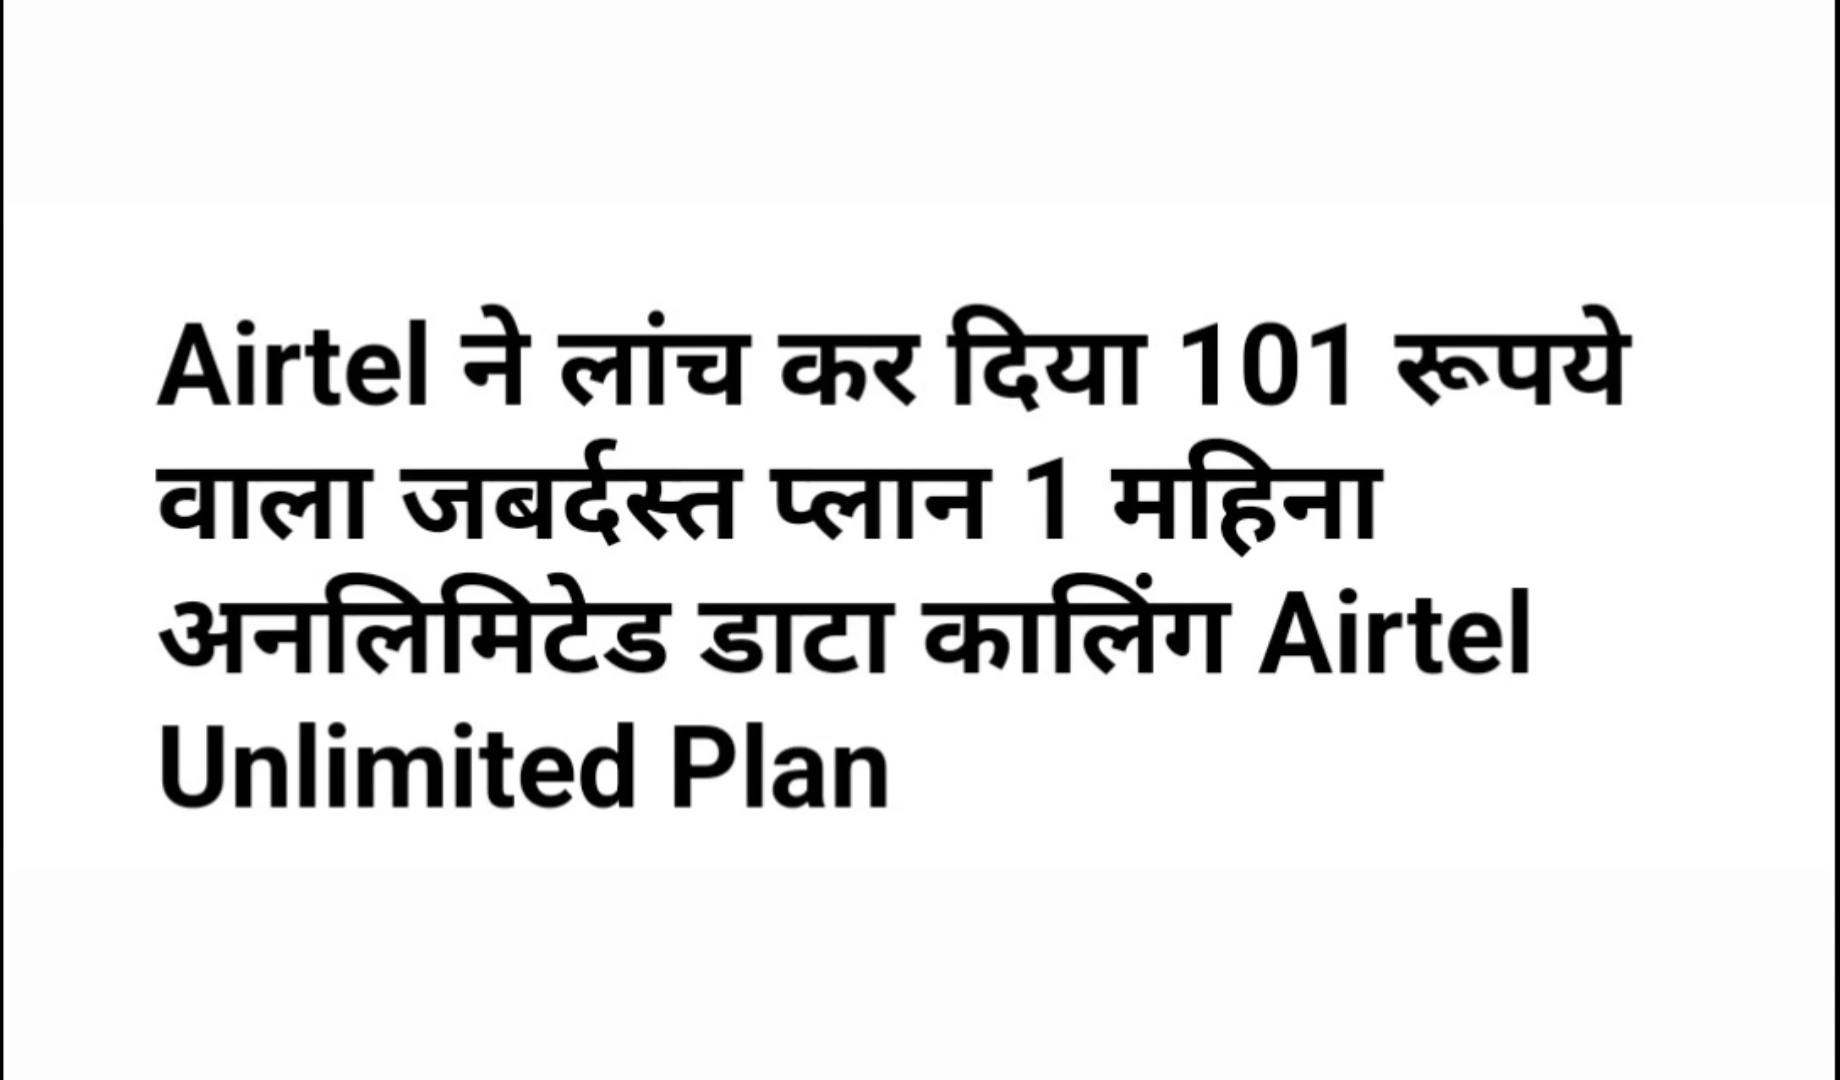 Airtel ने लांच कर दिया 101 रूपये
वाला जबर्दस्त प्लान 1 महिना
अनलिमिटेड डाटा कालिंग Airtel
Unlimited Plan